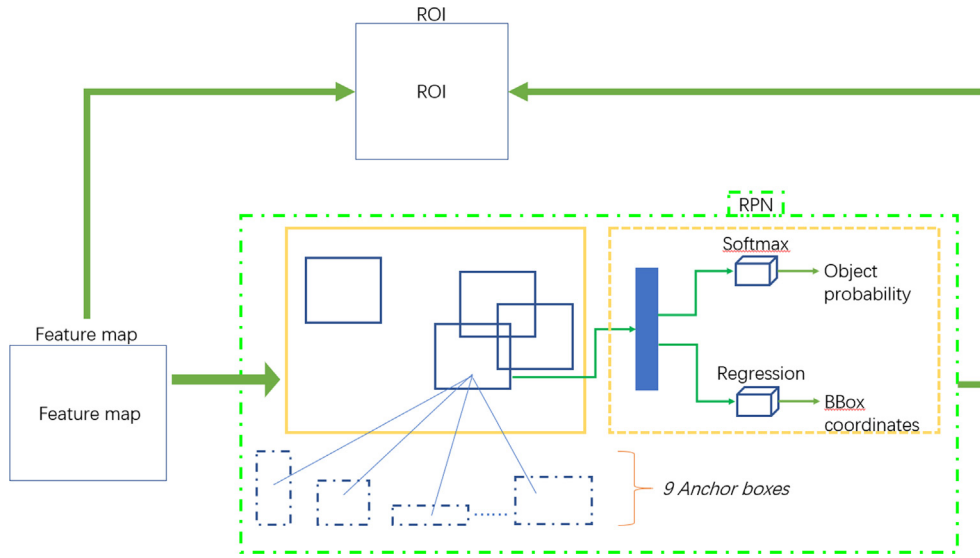 ROI
ROI
RPN
Softmax
Object
probability
Feature map
Feature map
Regression
BBox
coordinates
9 Anchor boxes